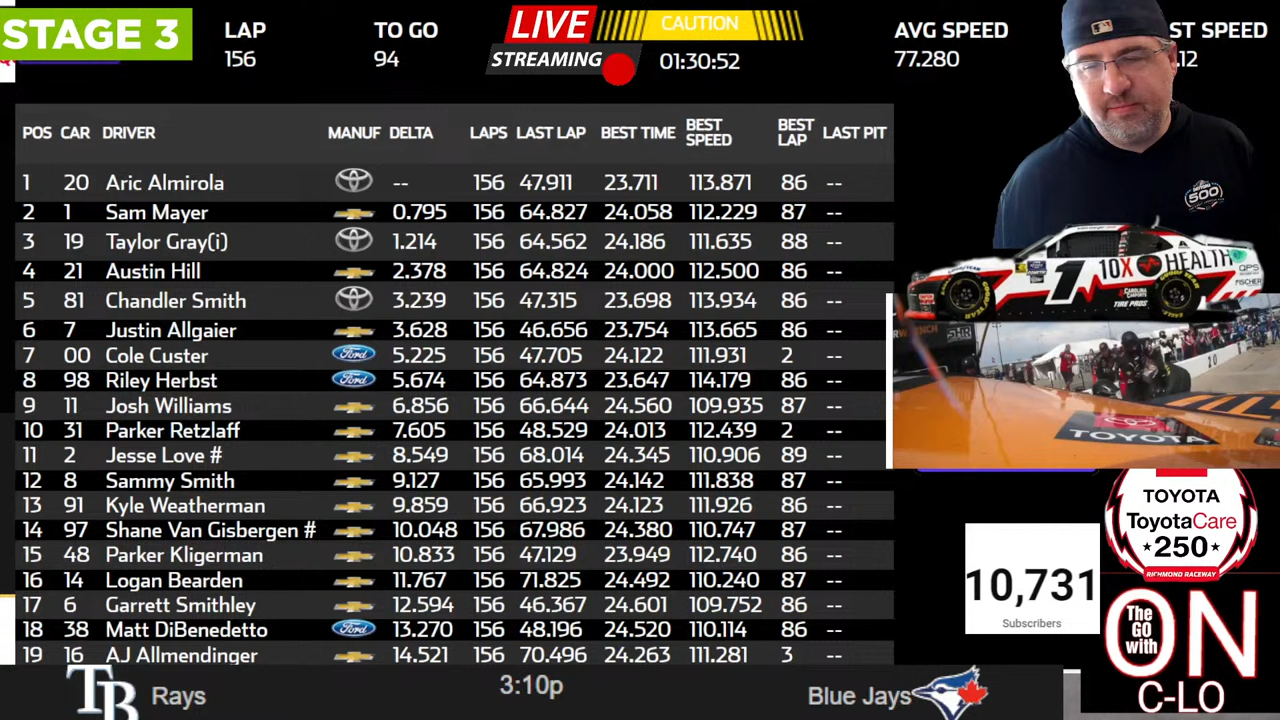 STAGE 3
LAP
156
TO GO
94
LIVE
STREAMING
CAUTION
01:30:52
AVG SPEED
77.280
ST SPEED
.12
POS CAR DRIVER MANUF DELTA LAPS LAST LAP BEST TIME BEST SPEED BEST LAP LAST PIT
1 20 Aric Almirola -- 156 47.911 23.711 113.871 86 --
2 1 Sam Mayer 0.795 156 64.827 24.058 112.229 87 --
3 19 Taylor Gray(i) 1.214 156 64.562 24.186 111.635 88 --
4 21 Austin Hill 2.378 156 64.824 24.000 112.500 86 --
5 81 Chandler Smith 3.239 156 47.215 23.698 113.934 86 --
6 7 Justin Allgaier 3.628 156 46.656 23.754 113.665 86 --
7 00 Cole Custer Ford 5.225 156 47.705 24.122 111.931 2 --
8 98 Riley Herbst Ford 5.674 156 64.873 23.647 114.179 86 --
9 11 Josh Williams 6.856 156 66.644 24.560 109.935 87 --
10 31 Parker Retzlaff 7.605 156 48.529 24.013 112.439 2 --
11 2 Jesse Love # 8.549 156 68.014 24.345 110.906 89 --
12 8 Sammy Smith 9.127 156 65.993 24.142 111.838 87 --
13 91 Kyle Weatherman 9.859 156 66.923 24.123 111.926 86 --
14 97 Shane Van Gisbergen # 10.048 156 67.986 24.380 110.747 87 --
15 48 Parker Kligerman 10.833 156 47.129 23.949 112.740 86 --
16 14 Logan Bearden 11.767 156 71.825 24.492 110.240 87 --
17 6 Garrett Smithley 12.594 156 46.367 24.601 109.752 86 --
18 38 Matt DiBenedetto Ford 13.270 156 48.196 24.520 110.114 86 --
19 16 AJ Allmendinger 14.521 156 70.496 24.263 111.281 3 --
DAYTONA
500
1 10X HEALTH
QPS
FISCHER
CAROLINA
CARPORTS
TIRE PROS
TOYOTA
TOYOTA
ToyotaCare
250
RICHMOND RACEWAY
10,731
Subscribers
The
GO
with
ON
C-LO
TB Rays
3:10p
Blue Jays